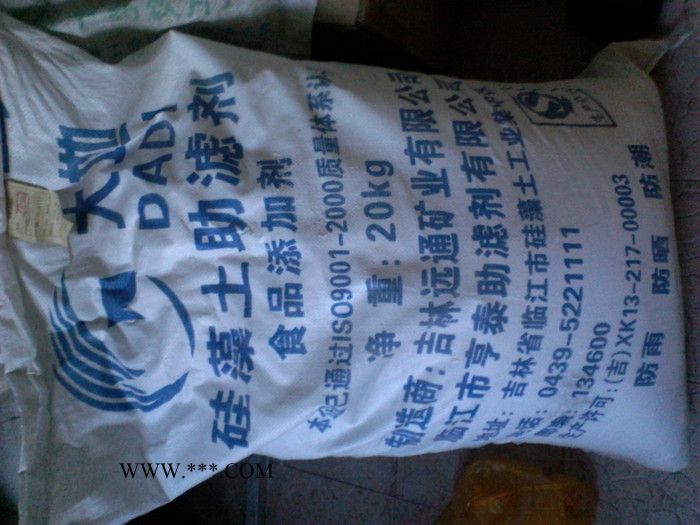 大地
DADI
硅藻土助滤剂
食品添加剂
本品已通过ISO9001-2000质量体系认
净 重：20kg
制造商：吉林远通矿业有限公司
临江市亨泰助滤剂有限公司
地址：吉林省临江市硅藻土工业集中
电话：0439-5221111
邮编：134600
生产许可：(吉)XK13-217-00003
防雨 防晒 防潮
WWW.***.COM